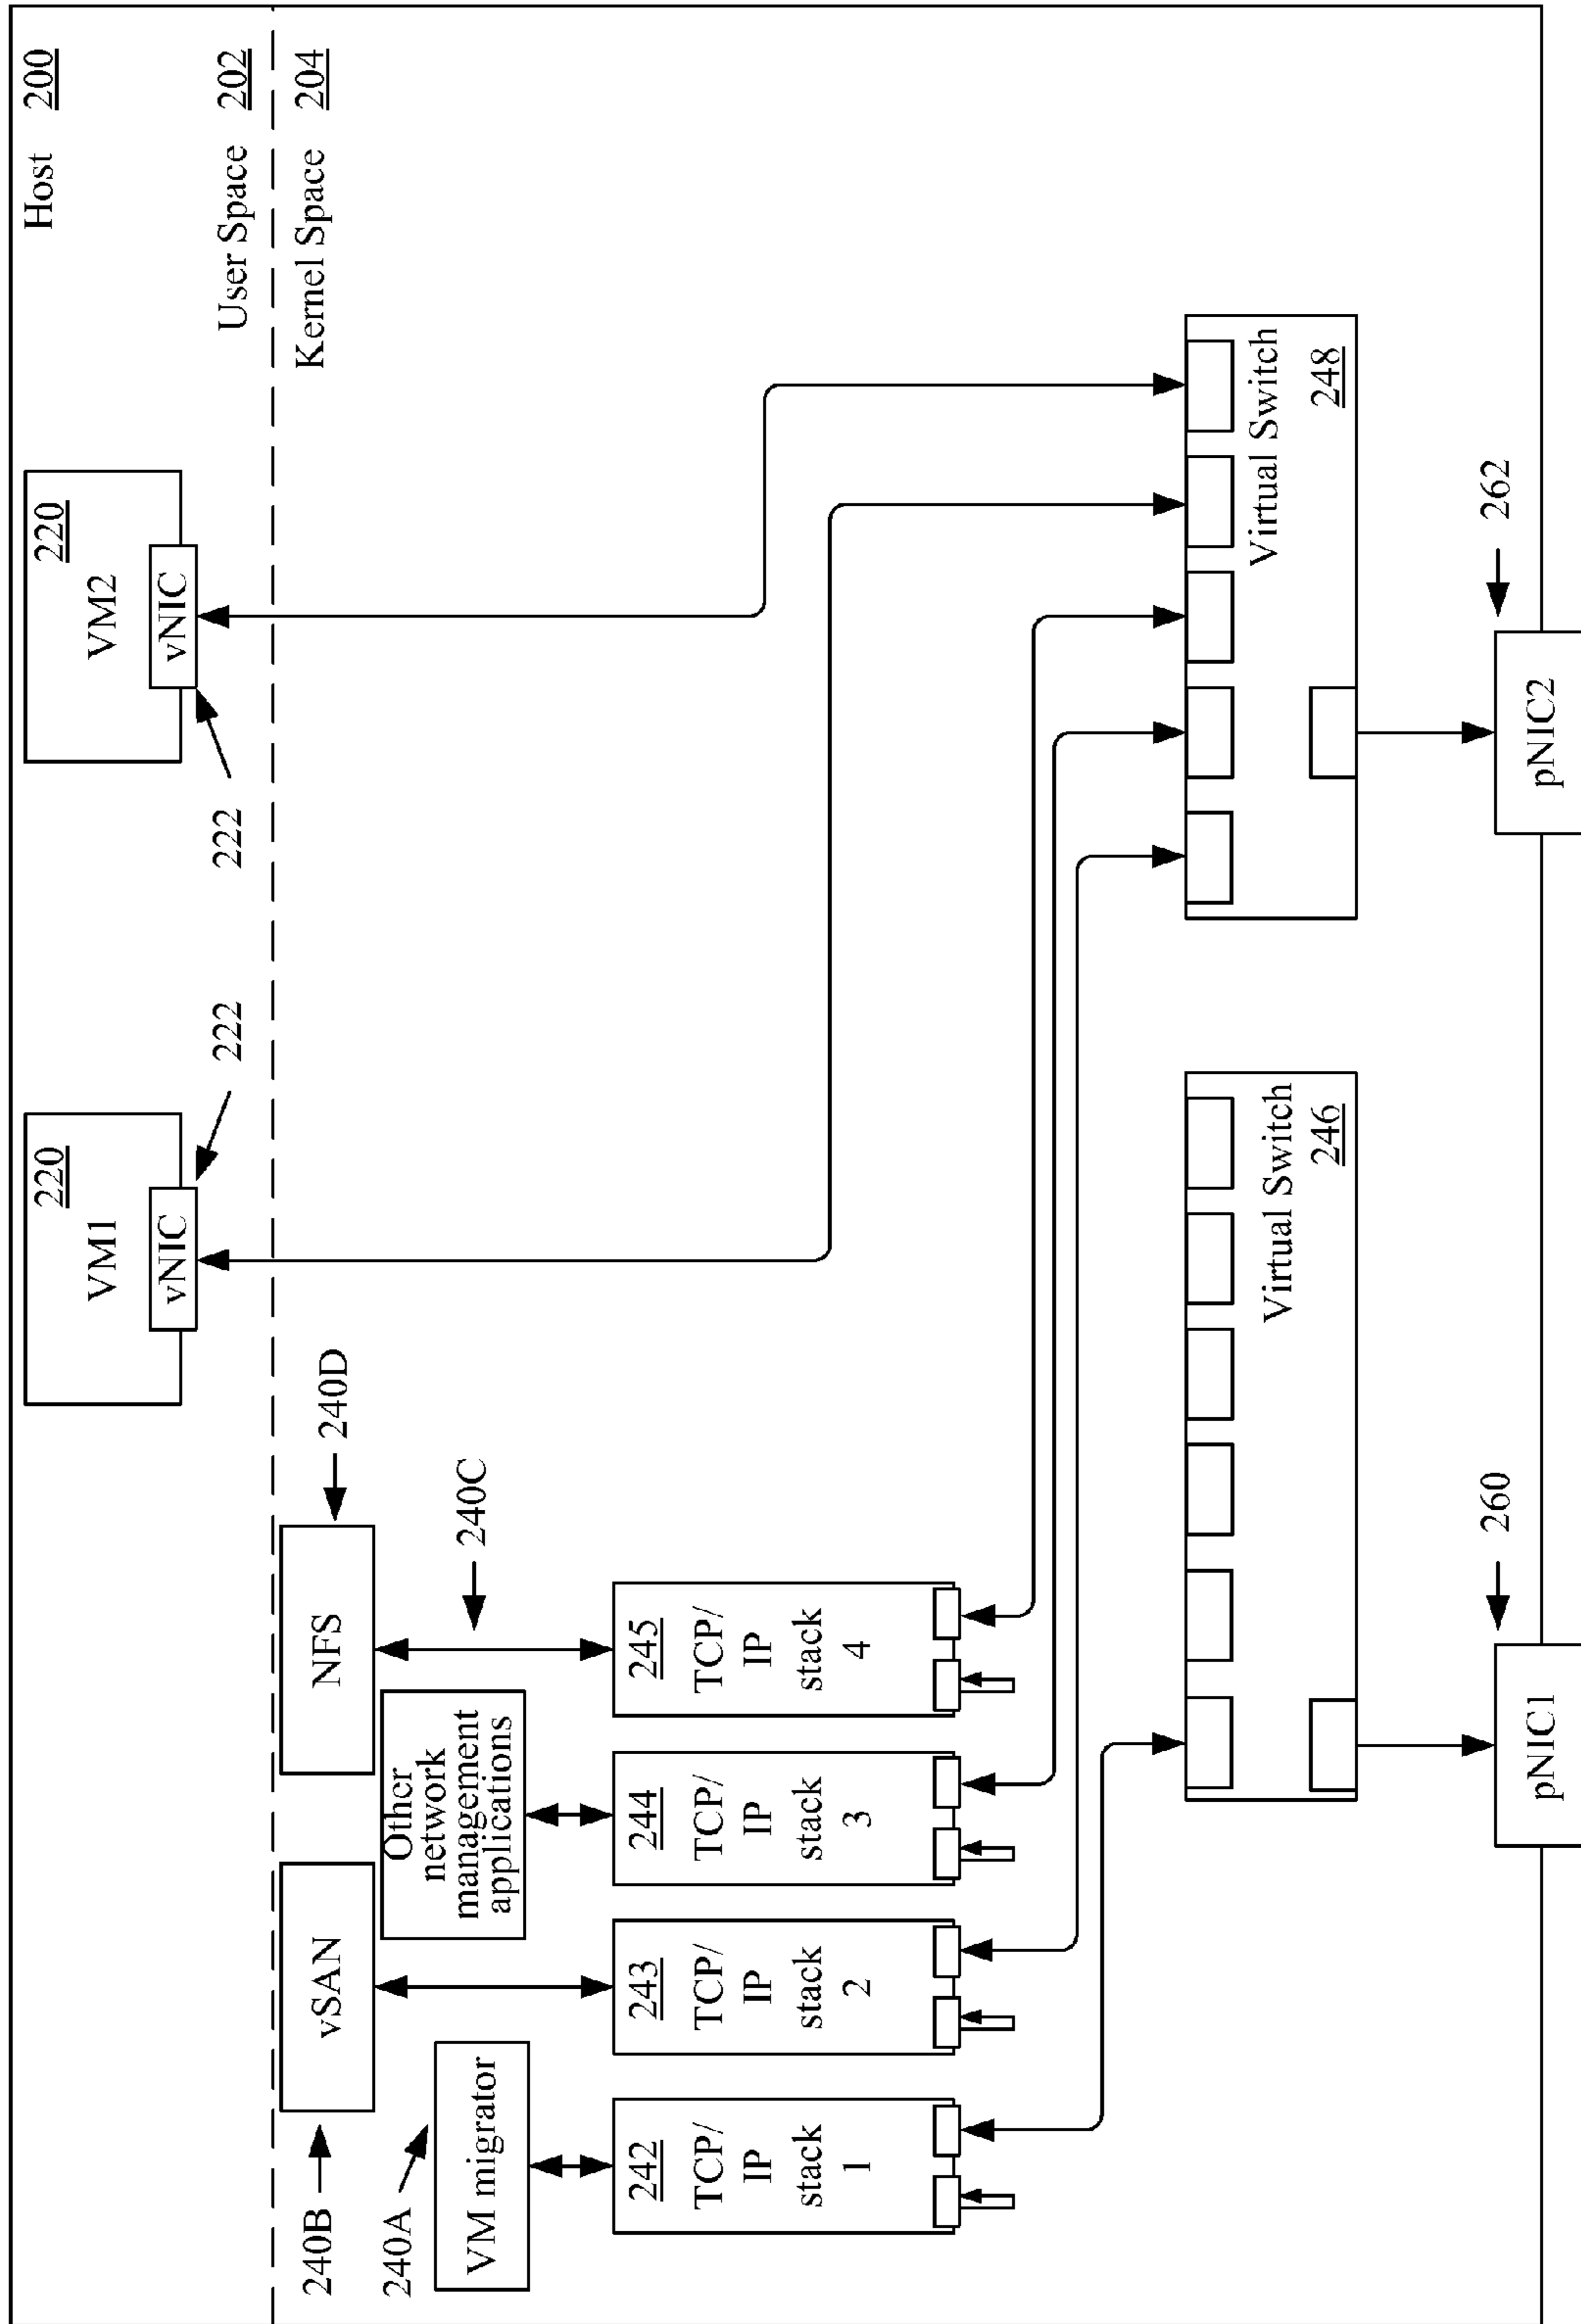 Host 200
User Space 202
Kernel Space 204
220
VM1
vNIC
222
220
VM2
vNIC
222
240B
vSAN
NFS
240D
240A
VM migrator
Other
network
management
applications
240C
242
TCP/
IP
stack
1
243
TCP/
IP
stack
2
244
TCP/
IP
stack
3
245
TCP/
IP
stack
4
Virtual Switch
246
Virtual Switch
248
260
pNIC1
262
pNIC2